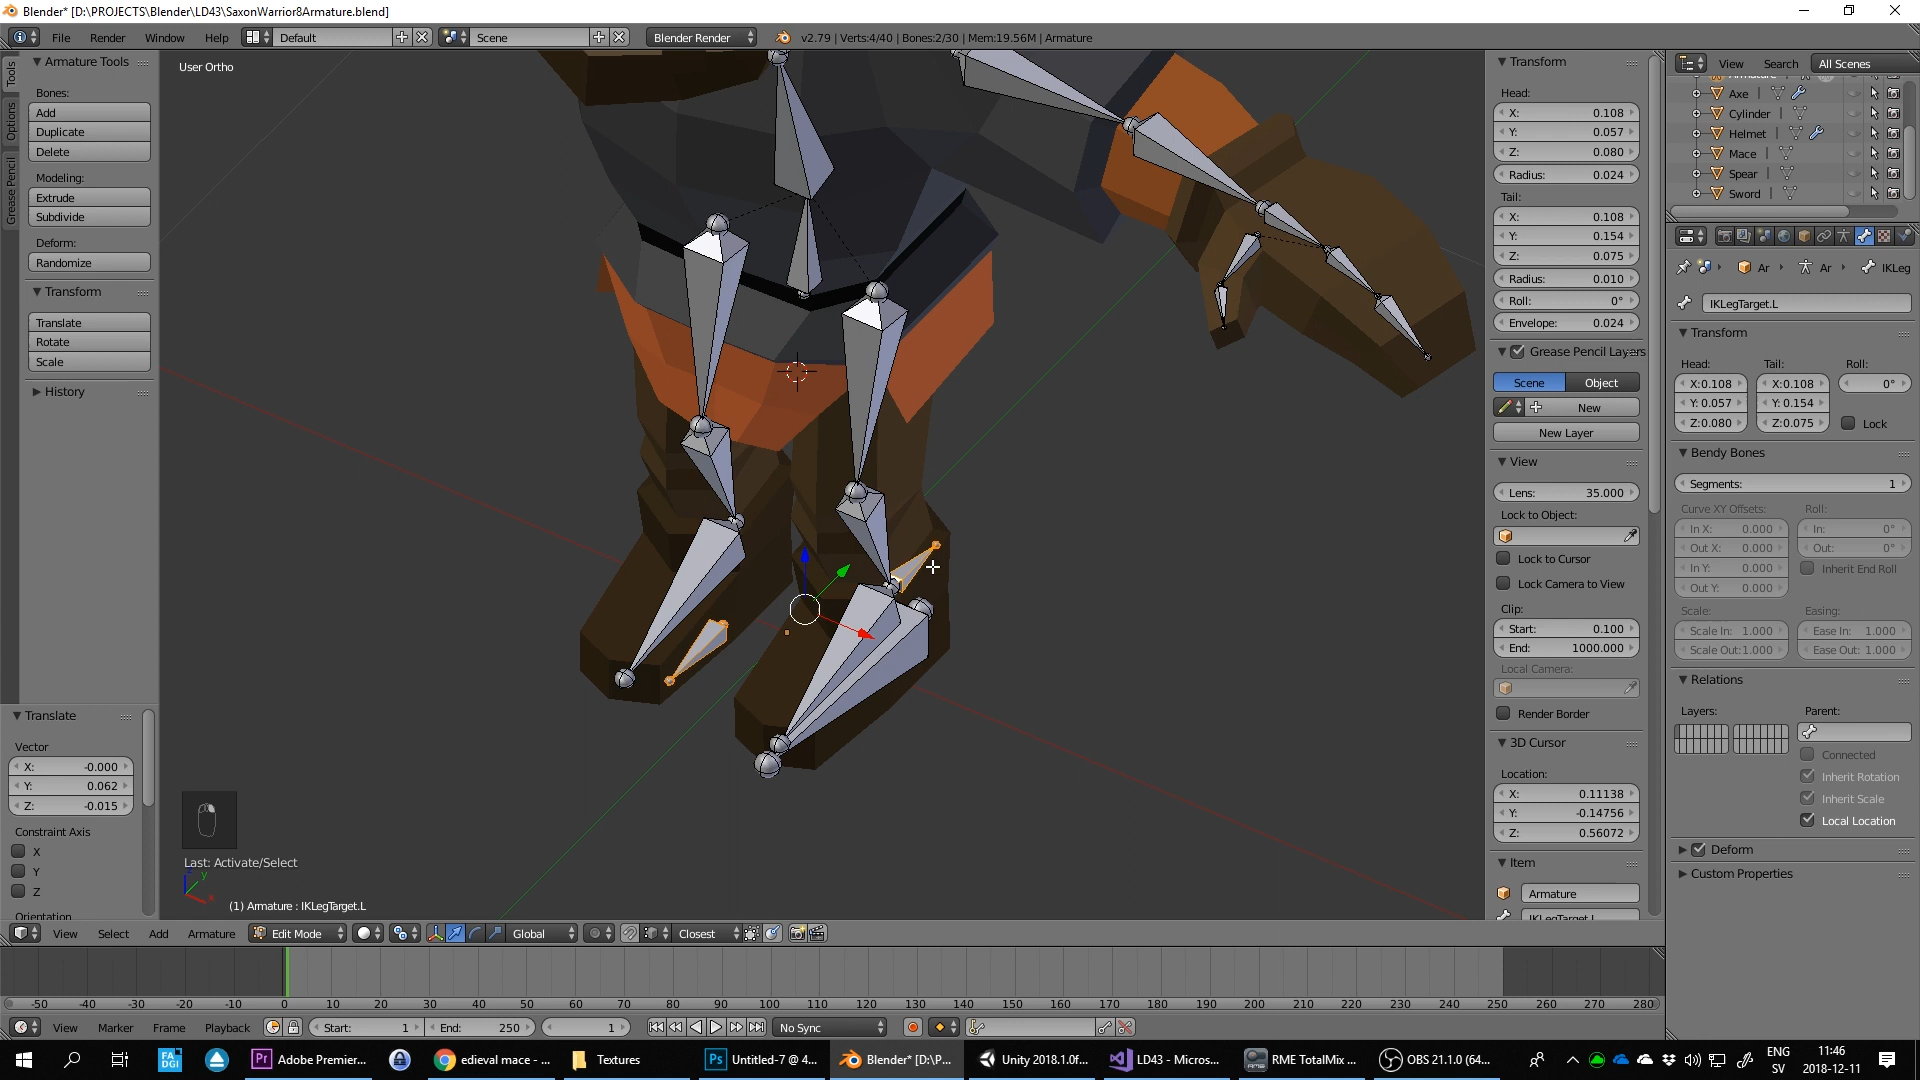 Blender* [D:\PROJECTS\Blender\LD43\SaxonWarrior8Armature.blend]
File Render Window Help Default Scene Blender Render v2.79 | Verts:4/40 | Bones:2/30 | Mem:19.56M | Armature
Tools
Options
Grease Pencil
Armature Tools
Bones:
Add
Duplicate
Delete
Modeling:
Extrude
Subdivide
Deform:
Randomize
Transform
Translate
Rotate
Scale
History
Translate
Vector
X: -0.000
Y: 0.062
Z: -0.015
Constraint Axis
X
Y
Z
Orientation
User Ortho
Last: Activate/Select
z
y
x
(1) Armature : IKLegTarget.L
Transform
Head:
X: 0.108
Y: 0.057
Z: 0.080
Radius: 0.024
Tail:
X: 0.108
Y: 0.154
Z: 0.075
Radius: 0.010
Roll: 0°
Envelope: 0.024
Grease Pencil Layers
Scene Object
New
New Layer
View
Lens: 35.000
Lock to Object:
Lock to Cursor
Lock Camera to View
Clip:
Start: 0.100
End: 1000.000
Local Camera:
Render Border
3D Cursor
Location:
X: 0.11138
Y: -0.14756
Z: 0.56072
Item
Armature
IKLegTarget.L
View Search All Scenes
Armature
Axe
Cylinder
Helmet
Mace
Spear
Sword
Ar Ar IKLeg
IKLegTarget.L
Transform
Head: Tail: Roll:
X:0.108 X:0.108 0°
Y: 0.057 Y: 0.154
Z:0.080 Z:0.075 Lock
Bendy Bones
Segments: 1
Curve XY Offsets: Roll:
In X: 0.000 In: 0°
Out X: 0.000 Out: 0°
In Y: 0.000 Inherit End Roll
Out Y: 0.000
Scale: Easing:
Scale In: 1.000 Ease In: 1.000
Scale Out:1.000 Ease Out: 1.000
Relations
Layers: Parent:
Connected
Inherit Rotation
Inherit Scale
Local Location
Deform
Custom Properties
View Select Add Armature Edit Mode Global Closest
-50 -40 -30 -20 -10 0 10 20 30 40 50 60 70 80 90 100 110 120 130 140 150 160 170 180 190 200 210 220 230 240 250 260 270 280
View Marker Frame Playback Start: 1 End: 250 1 No Sync
FA
DGI
Pr Adobe Premier...
edieval mace - ...
Textures
Ps Untitled-7 @ 4...
Blender* [D:\P...
Unity 2018.1.0f...
LD43 - Micros...
RME TotalMix ...
OBS 21.1.0 (64...
ENG
SV
11:46
2018-12-11